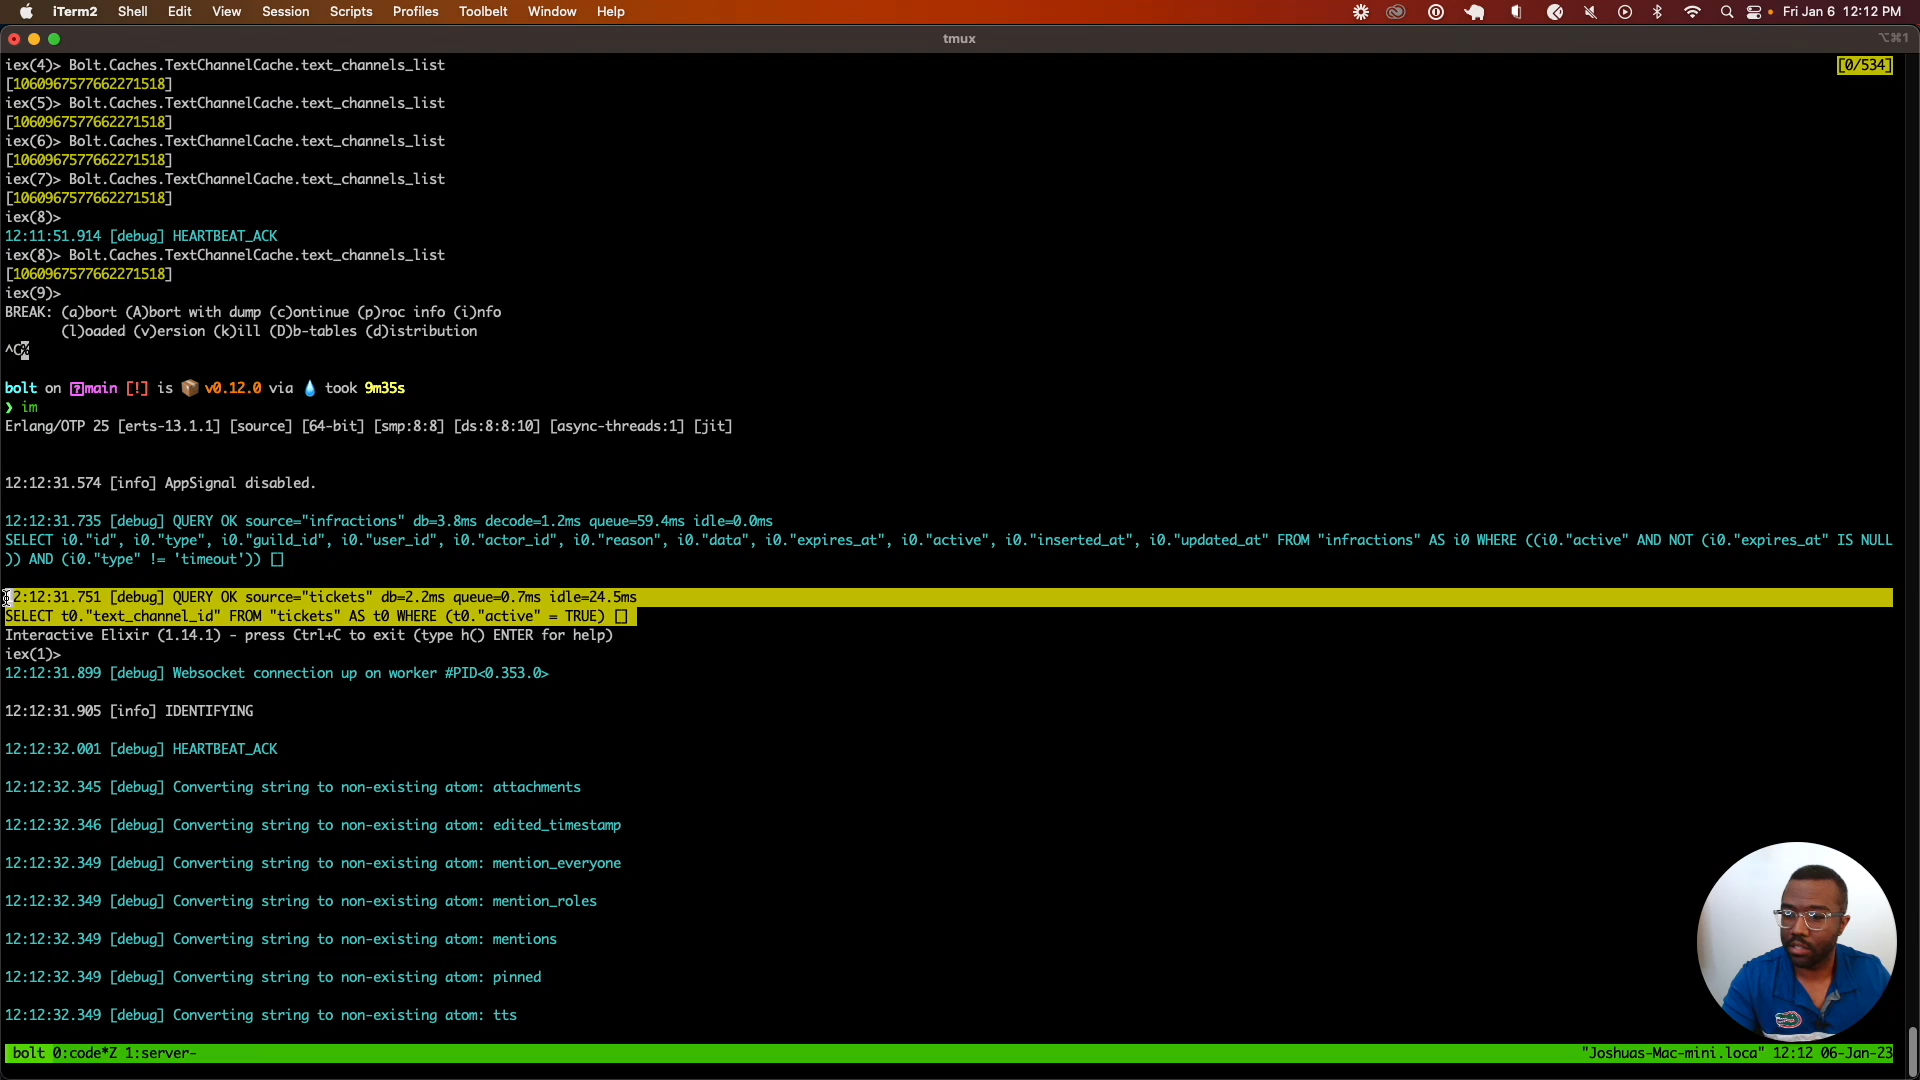 iTerm2 Shell Edit View Session Scripts Profiles Toolbelt Window Help Fri Jan 6 12:12 PM
tmux ⌥⌘1
iex(4)> Bolt.Caches.TextChannelCache.text_channels_list [0/534]
[1060967577662271518]
iex(5)> Bolt.Caches.TextChannelCache.text_channels_list
[1060967577662271518]
iex(6)> Bolt.Caches.TextChannelCache.text_channels_list
[1060967577662271518]
iex(7)> Bolt.Caches.TextChannelCache.text_channels_list
[1060967577662271518]
iex(8)>
12:11:51.914 [debug] HEARTBEAT_ACK
iex(8)> Bolt.Caches.TextChannelCache.text_channels_list
[1060967577662271518]
iex(9)>
BREAK: (a)bort (A)bort with dump (c)ontinue (p)roc info (i)nfo
(l)oaded (v)ersion (k)ill (D)b-tables (d)istribution
^C%
bolt on main [!] is 📦 v0.12.0 via 💧 took 9m35s
❯ im
Erlang/OTP 25 [erts-13.1.1] [source] [64-bit] [smp:8:8] [ds:8:8:10] [async-threads:1] [jit]
12:12:31.574 [info] AppSignal disabled.
12:12:31.735 [debug] QUERY OK source="infractions" db=3.8ms decode=1.2ms queue=59.4ms idle=0.0ms
SELECT i0."id", i0."type", i0."guild_id", i0."user_id", i0."actor_id", i0."reason", i0."data", i0."expires_at", i0."active", i0."inserted_at", i0."updated_at" FROM "infractions" AS i0 WHERE ((i0."active" AND NOT (i0."expires_at" IS NULL
)) AND (i0."type" != 'timeout')) []
12:12:31.751 [debug] QUERY OK source="tickets" db=2.2ms queue=0.7ms idle=24.5ms
SELECT t0."text_channel_id" FROM "tickets" AS t0 WHERE (t0."active" = TRUE) []
Interactive Elixir (1.14.1) - press Ctrl+C to exit (type h() ENTER for help)
iex(1)>
12:12:31.899 [debug] Websocket connection up on worker #PID<0.353.0>
12:12:31.905 [info] IDENTIFYING
12:12:32.001 [debug] HEARTBEAT_ACK
12:12:32.345 [debug] Converting string to non-existing atom: attachments
12:12:32.346 [debug] Converting string to non-existing atom: edited_timestamp
12:12:32.349 [debug] Converting string to non-existing atom: mention_everyone
12:12:32.349 [debug] Converting string to non-existing atom: mention_roles
12:12:32.349 [debug] Converting string to non-existing atom: mentions
12:12:32.349 [debug] Converting string to non-existing atom: pinned
12:12:32.349 [debug] Converting string to non-existing atom: tts
bolt 0:code*Z 1:server- "Joshuas-Mac-mini.loca" 12:12 06-Jan-23